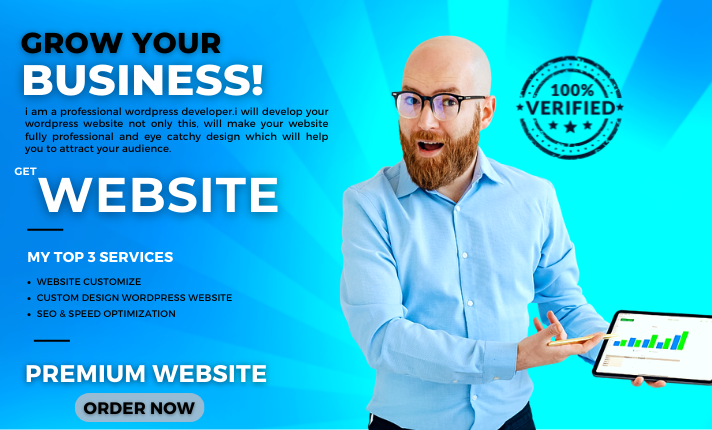 GROW YOUR
BUSINESS!
i am a professional wordpress developer.i will develop your
wordpress website not only this, will make your website
fully professional and eye catchy design which will help
you to attract your audience.
GET
WEBSITE
MY TOP 3 SERVICES
WEBSITE CUSTOMIZE
CUSTOM DESIGN WORDPRESS WEBSITE
SEO & SPEED OPTIMIZATION
PREMIUM WEBSITE
ORDER NOW
100%
VERIFIED